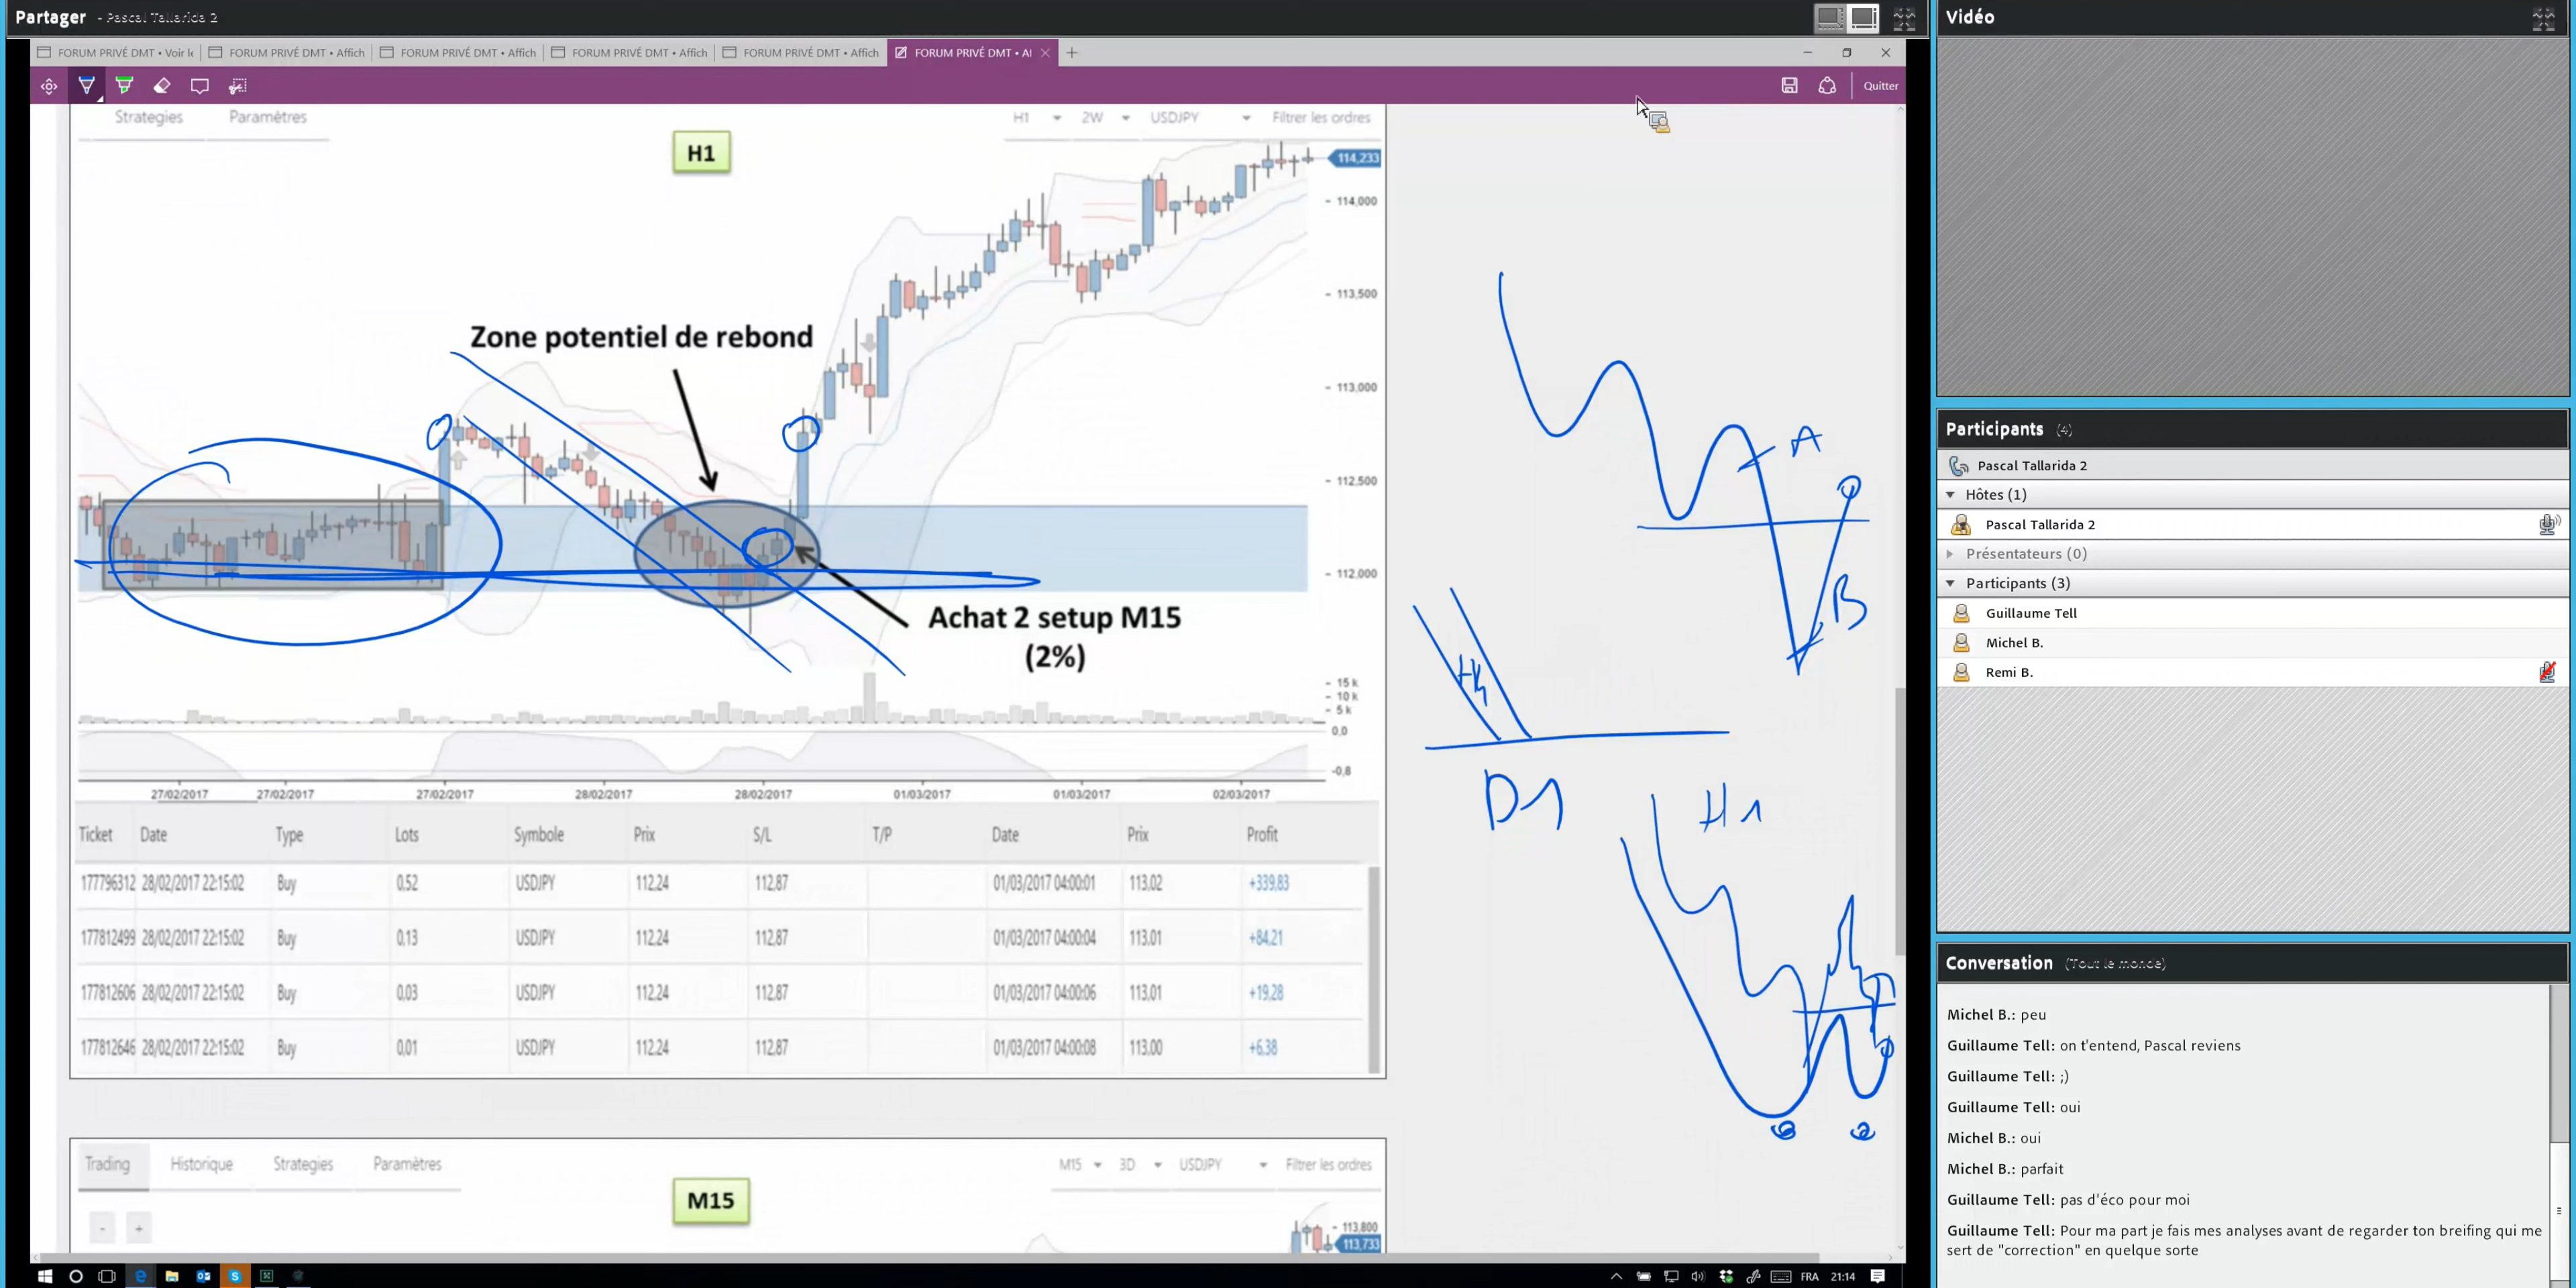 Partager - Pascal Tallarida 2
FORUM PRIVÉ DMT • Voir le
FORUM PRIVÉ DMT • Affich
FORUM PRIVÉ DMT • Affich
FORUM PRIVÉ DMT • Affich
FORUM PRIVÉ DMT • Affich
FORUM PRIVÉ DMT • Af
Quitter
Strategies Paramètres H1 2W USDJPY Filtrer les ordres
H1
114,233
114,000
113,500
Zone potentiel de rebond
113,000
112,500
112,000
Achat 2 setup M15
(2%)
15 k
10 k
5 k
0,0
-0,8
27/02/2017 27/02/2017 27/02/2017 28/02/2017 28/02/2017 01/03/2017 01/03/2017 02/03/2017
Ticket Date Type Lots Symbole Prix S/L T/P Date Prix Profit
177796312 28/02/2017 22:15:02 Buy 0,52 USDJPY 112,24 112,87 01/03/2017 04:00:01 113,02 +339,83
177812499 28/02/2017 22:15:02 Buy 0,13 USDJPY 112,24 112,87 01/03/2017 04:00:04 113,01 +84,21
177812606 28/02/2017 22:15:02 Buy 0,03 USDJPY 112,24 112,87 01/03/2017 04:00:06 113,01 +19,28
177812646 28/02/2017 22:15:02 Buy 0,01 USDJPY 112,24 112,87 01/03/2017 04:00:08 113,00 +6,38
A
B
D1
H1
Trading Historique Strategies Paramètres M15 3D USDJPY Filtrer les ordres
M15
- +
113,800
113,733
FRA 21:14
Vidéo
Participants (4)
Pascal Tallarida 2
Hôtes (1)
Pascal Tallarida 2
Présentateurs (0)
Participants (3)
Guillaume Tell
Michel B.
Remi B.
Conversation (Tout le monde)
Michel B.: peu
Guillaume Tell: on t'entend, Pascal reviens
Guillaume Tell: ;)
Guillaume Tell: oui
Michel B.: oui
Michel B.: parfait
Guillaume Tell: pas d'éco pour moi
Guillaume Tell: Pour ma part je fais mes analyses avant de regarder ton breifing qui me
sert de "correction" en quelque sorte